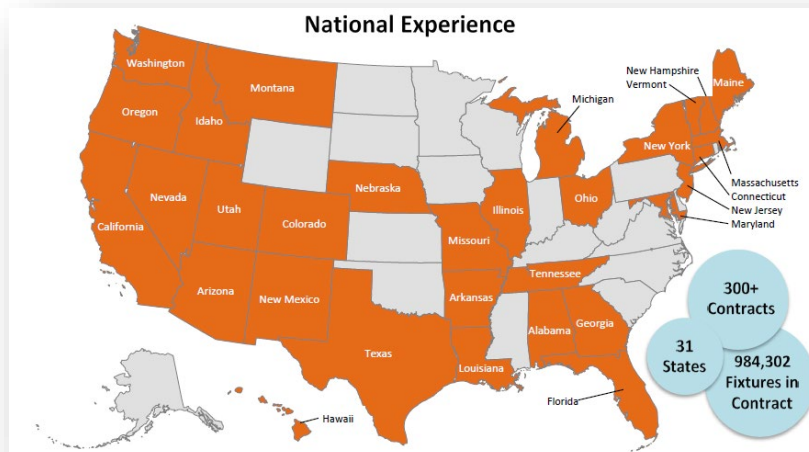 National Experience
Washington
Montana
Oregon
Idaho
Nevada
Utah
California
Colorado
Arizona
New Mexico
Nebraska
Texas
Missouri
Arkansas
Louisiana
Illinois
Michigan
Ohio
Tennessee
Alabama
Georgia
Florida
Hawaii
New Hampshire
Vermont
Maine
New York
Massachusetts
Connecticut
New Jersey
Maryland
300+
Contracts
31
States
984,302
Fixtures in
Contract